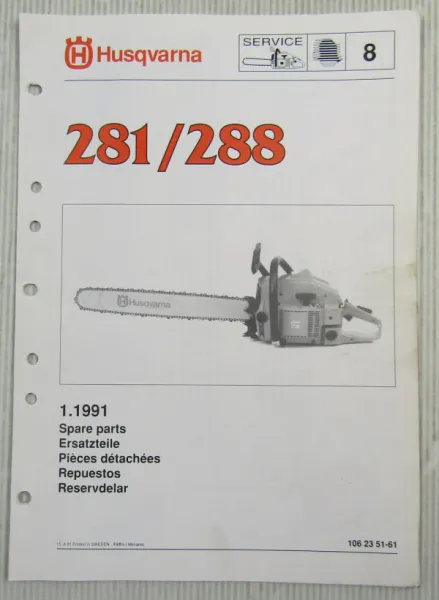 Husqvarna
SERVICE
8
281/288
Husqvarna
1.1991
Spare parts
Ersatzteile
Pièces détachées
Repuestos
Reservdelar
106 23 51-61